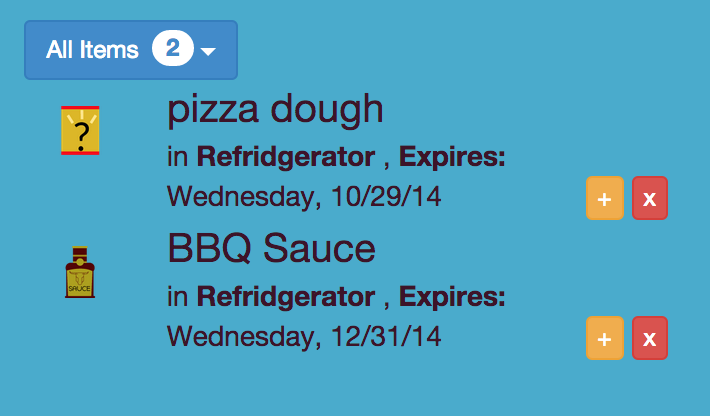 All Items 2
?
pizza dough
in Refridgerator , Expires:
Wednesday, 10/29/14
+ x
SAUCE
BBQ Sauce
in Refridgerator , Expires:
Wednesday, 12/31/14
+ x